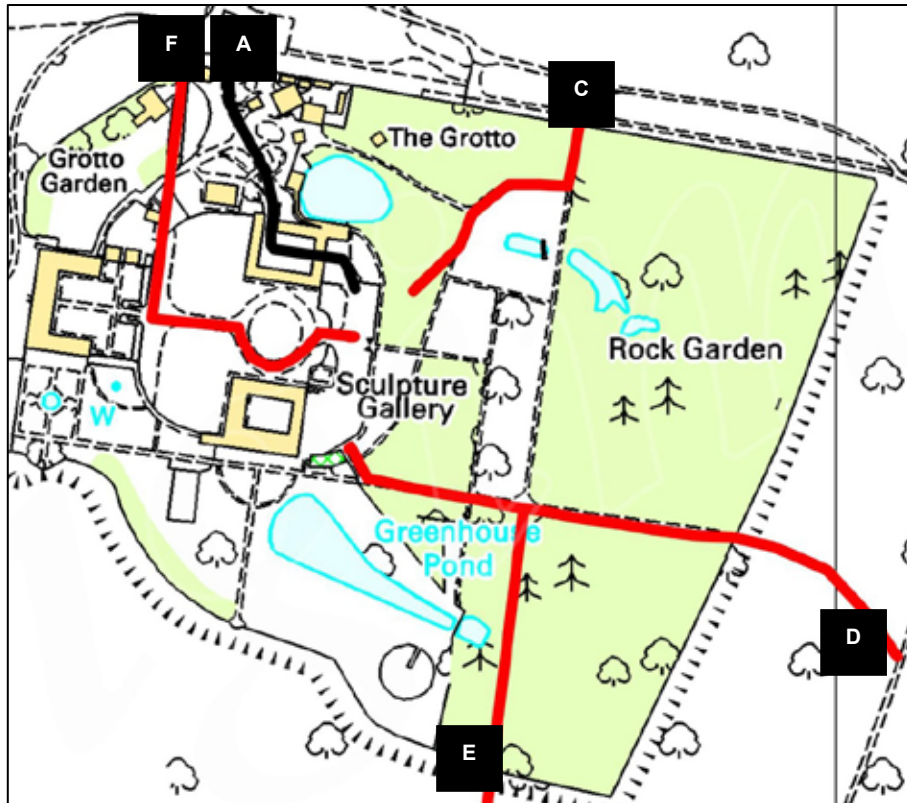 F
A
C
The Grotto
Grotto
Garden
Rock Garden
Sculpture
Gallery
W
Greenhouse
Pond
D
E